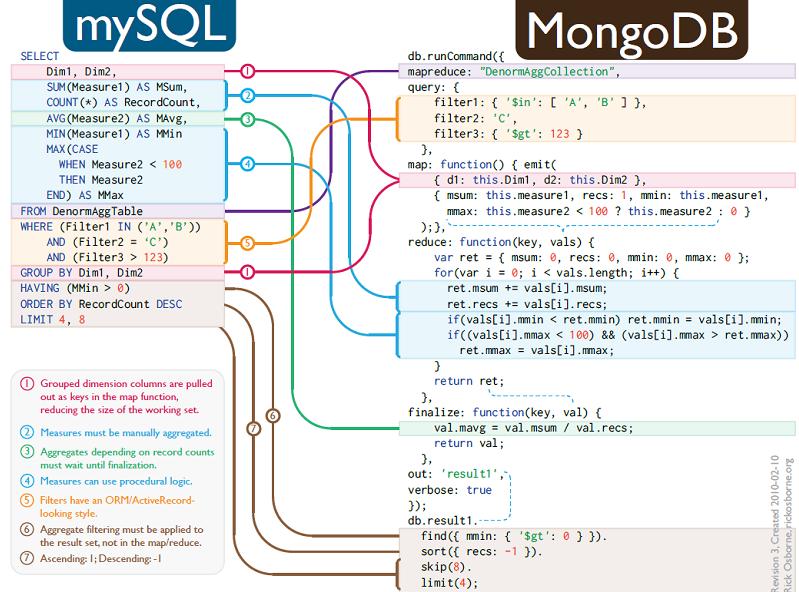 mySQL
SELECT
Dim1, Dim2,
SUM(Measure1) AS MSum,
COUNT(*) AS RecordCount,
AVG(Measure2) AS MAvg,
MIN(Measure1) AS MMin
MAX(CASE
WHEN Measure2 < 100
THEN Measure2
END) AS MMax
FROM DenormAggTable
WHERE (Filter1 IN ('A','B'))
AND (Filter2 = 'C')
AND (Filter3 > 123)
GROUP BY Dim1, Dim2
HAVING (MMin > 0)
ORDER BY RecordCount DESC
LIMIT 4, 8
1
2
3
4
5
1
6
7
MongoDB
db.runCommand({
mapreduce: "DenormAggCollection",
query: {
filter1: { '$in': [ 'A', 'B' ] },
filter2: 'C',
filter3: { '$gt': 123 }
},
map: function() { emit(
{ d1: this.Dim1, d2: this.Dim2 },
{ msum: this.measure1, recs: 1, mmin: this.measure1,
mmax: this.measure2 < 100 ? this.measure2 : 0 }
);},
reduce: function(key, vals) {
var ret = { msum: 0, recs: 0, mmin: 0, mmax: 0 };
for(var i = 0; i < vals.length; i++) {
ret.msum += vals[i].msum;
ret.recs += vals[i].recs;
if(vals[i].mmin < ret.mmin) ret.mmin = vals[i].mmin;
if((vals[i].mmax < 100) && (vals[i].mmax > ret.mmax))
ret.mmax = vals[i].mmax;
}
return ret;
},
finalize: function(key, val) {
val.mavg = val.msum / val.recs;
return val;
},
out: 'result1',
verbose: true
});
db.result1.
find({ mmin: { '$gt': 0 } }).
sort({ recs: -1 }).
skip(8).
limit(4);
1 Grouped dimension columns are pulled
out as keys in the map function,
reducing the size of the working set.
2 Measures must be manually aggregated.
3 Aggregates depending on record counts
must wait until finalization.
4 Measures can use procedural logic.
5 Filters have an ORM/ActiveRecord-
looking style.
6 Aggregate filtering must be applied to
the result set, not in the map/reduce.
7 Ascending: 1; Descending: -1
Revision 3, Created 2010-02-10
Rick Osborne, rickosborne.org